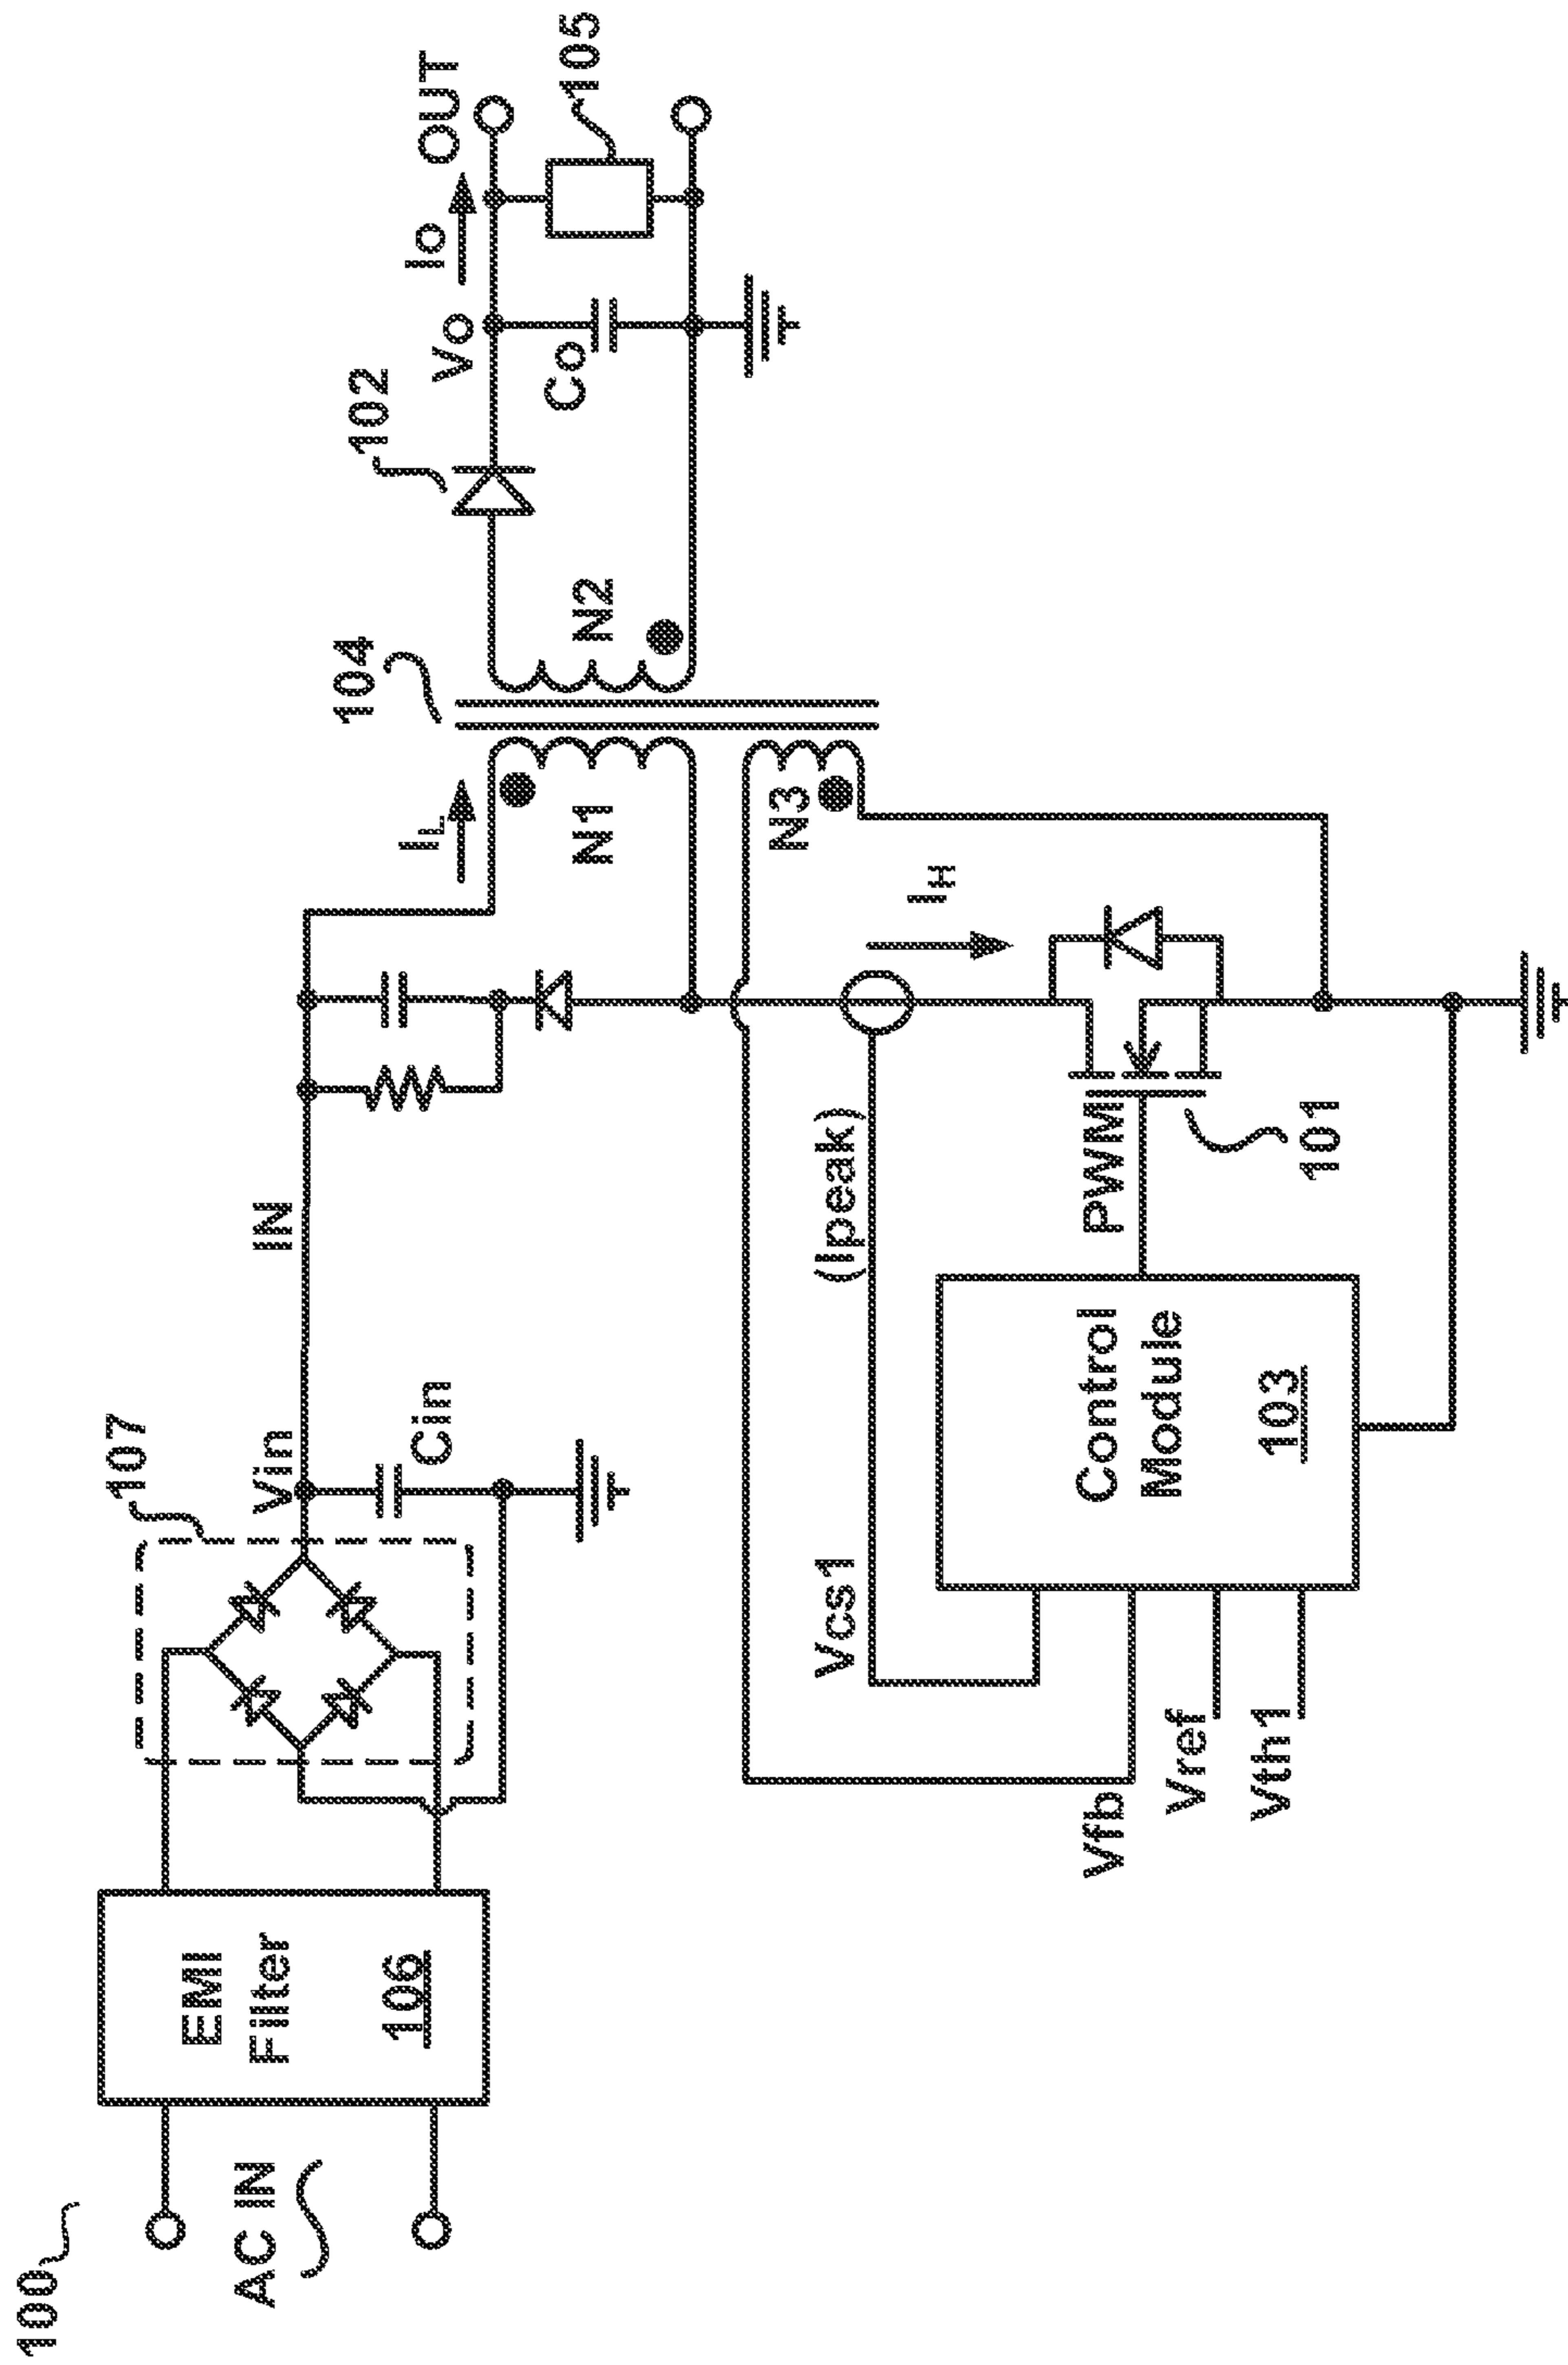 100
AC IN
EMI
Filter
106
107
Vin
Cin
IN
IL
104
N1
N2
N3
102
Vo
Co
Io
OUT
105
IH
(Ipeak)
Vcs1
Vfb
Vref
Vth1
Control
Module
103
PWM
101